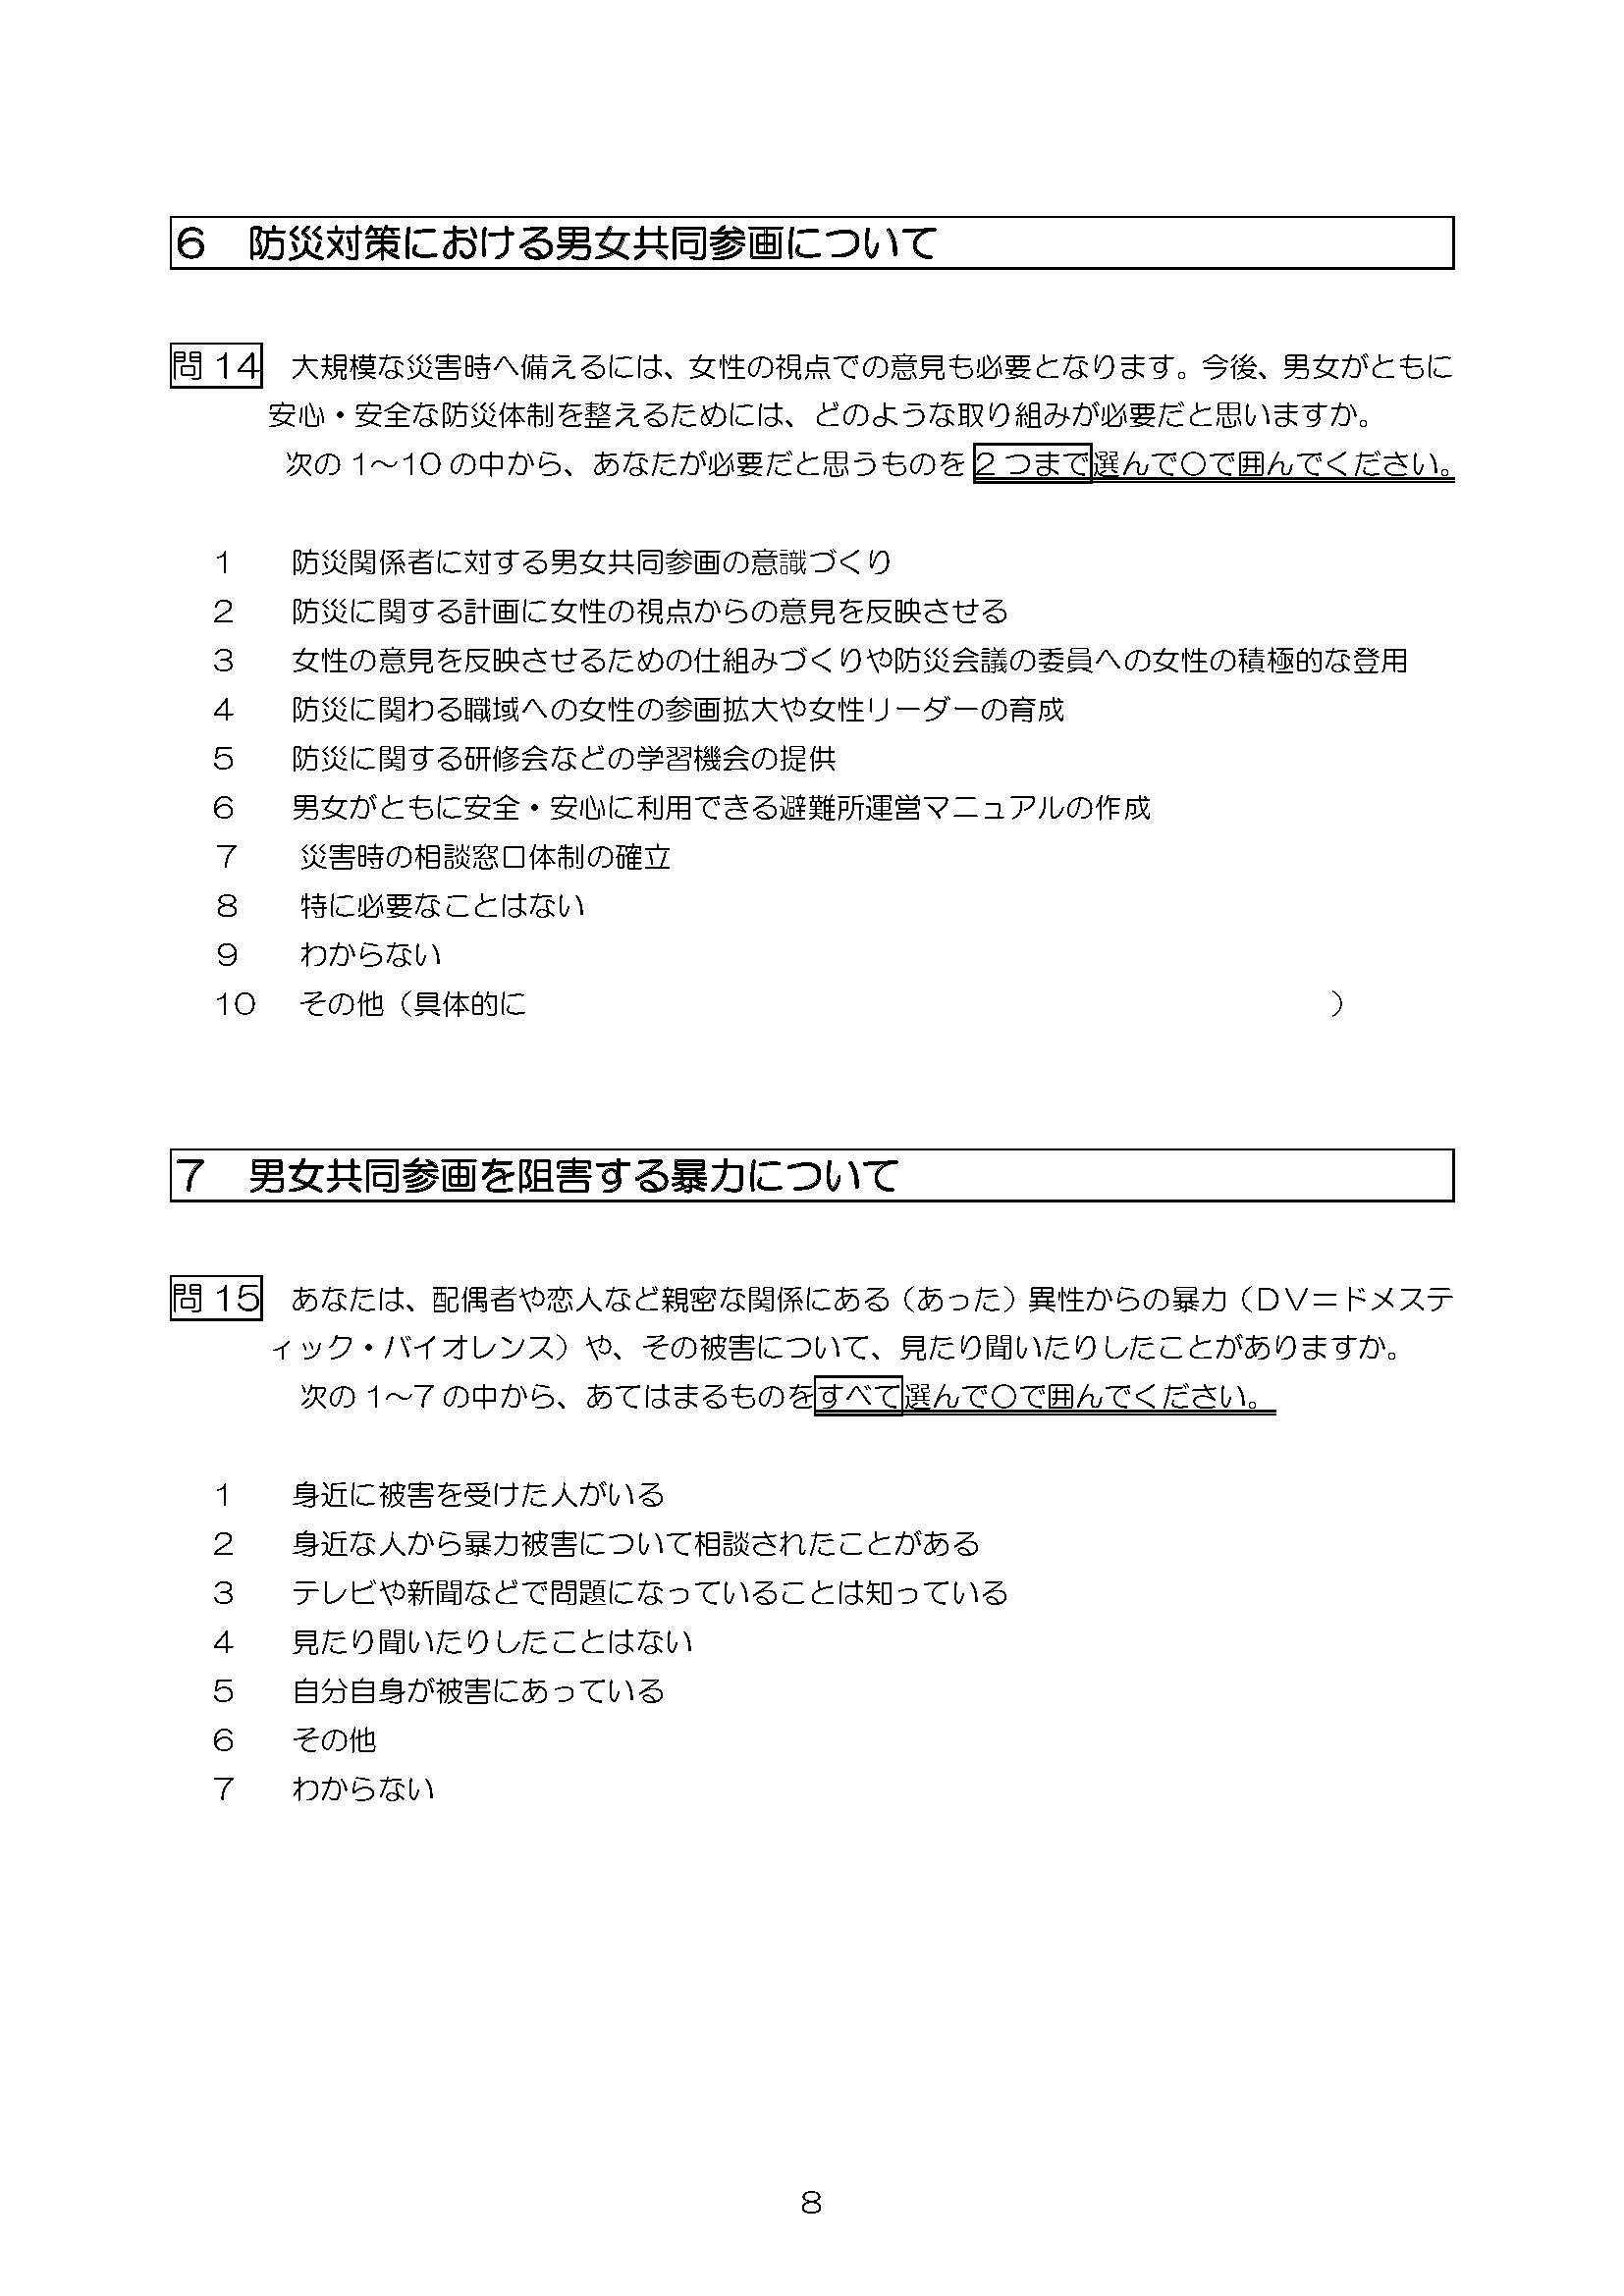 6　防災対策における男女共同参画について
問14　大規模な災害時へ備えるには、女性の視点での意見も必要となります。今後、男女がともに
安心・安全な防災体制を整えるためには、どのような取り組みが必要だと思いますか。
次の1～10の中から、あなたが必要だと思うものを2つまで選んで○で囲んでください。
1　防災関係者に対する男女共同参画の意識づくり
2　防災に関する計画に女性の視点からの意見を反映させる
3　女性の意見を反映させるための仕組みづくりや防災会議の委員への女性の積極的な登用
4　防災に関わる職域への女性の参画拡大や女性リーダーの育成
5　防災に関する研修会などの学習機会の提供
6　男女がともに安全・安心に利用できる避難所運営マニュアルの作成
7　災害時の相談窓口体制の確立
8　特に必要なことはない
9　わからない
10　その他（具体的に　　　　　　　　　　）
7　男女共同参画を阻害する暴力について
問15　あなたは、配偶者や恋人など親密な関係にある（あった）異性からの暴力（DV＝ドメステ
ィック・バイオレンス）や、その被害について、見たり聞いたりしたことがありますか。
次の1～7の中から、あてはまるものをすべて選んで○で囲んでください。
1　身近に被害を受けた人がいる
2　身近な人から暴力被害について相談されたことがある
3　テレビや新聞などで問題になっていることは知っている
4　見たり聞いたりしたことはない
5　自分自身が被害にあっている
6　その他
7　わからない
8